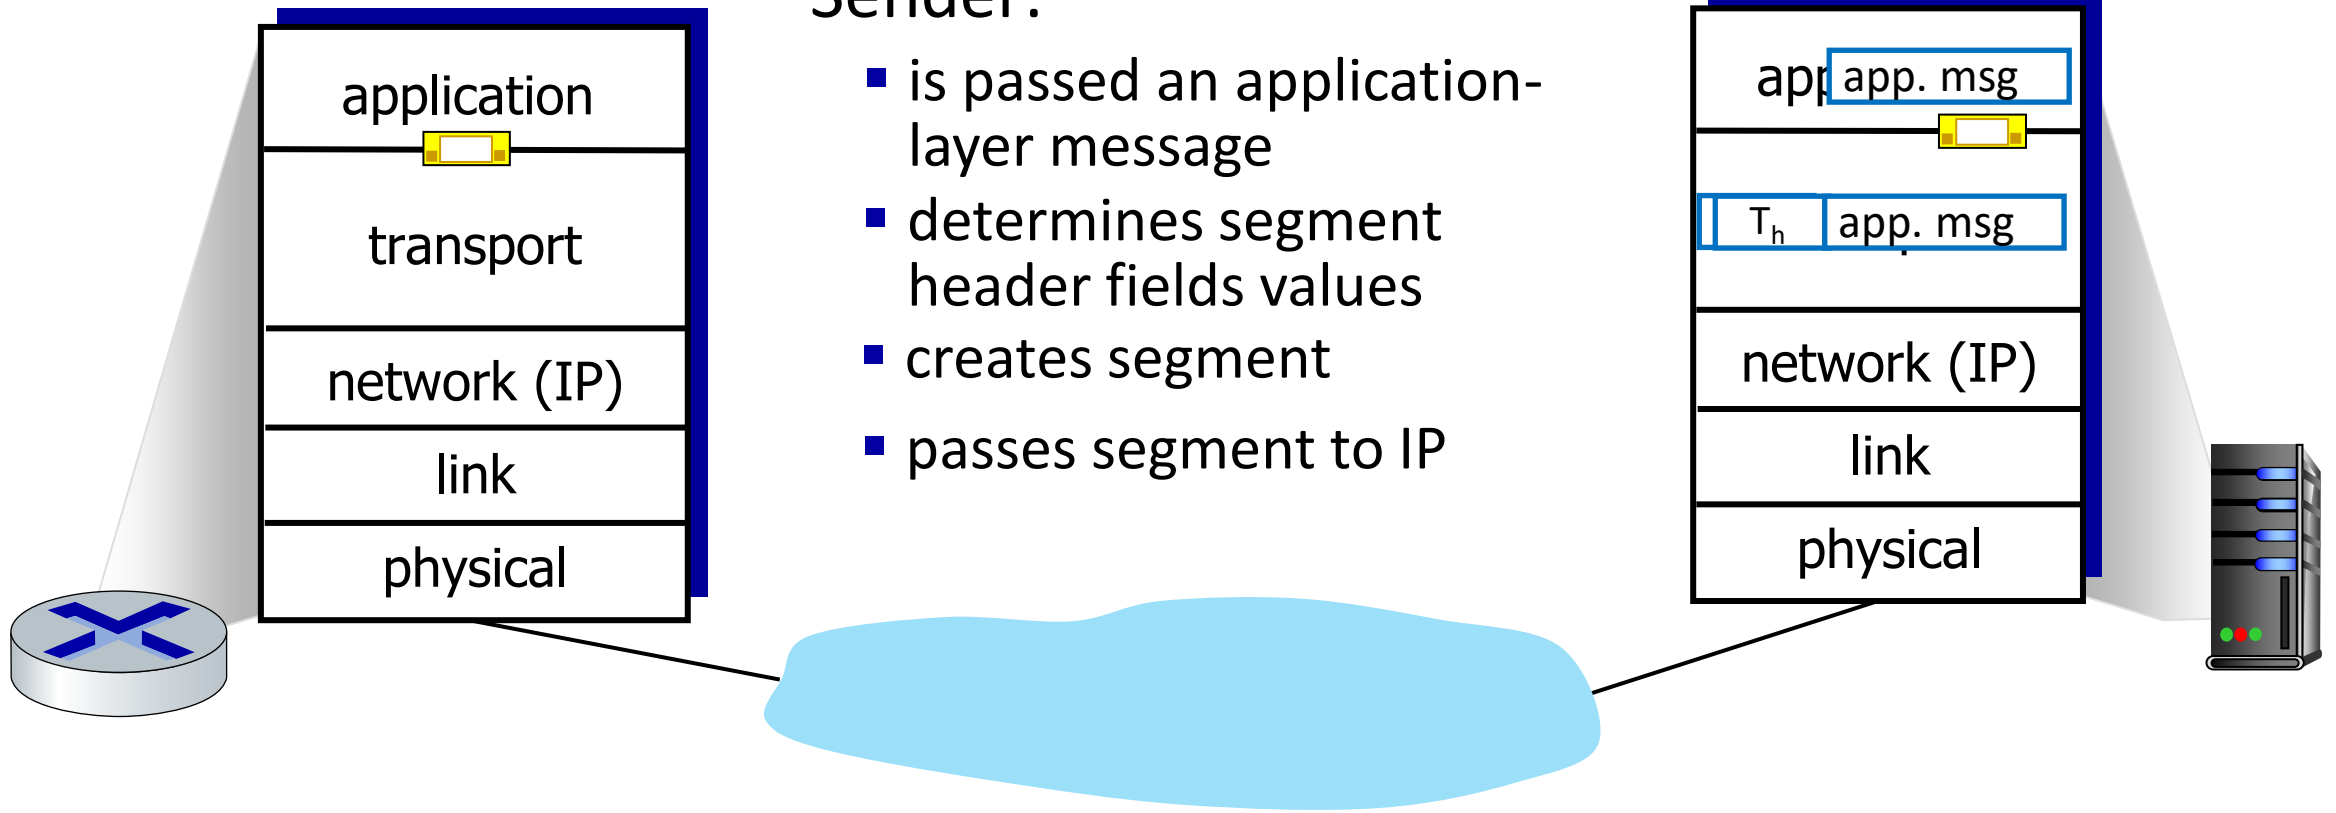 Sender:
is passed an application-
layer message
determines segment
header fields values
creates segment
passes segment to IP
application
transport
network (IP)
link
physical
app. msg
Th app. msg
network (IP)
link
physical